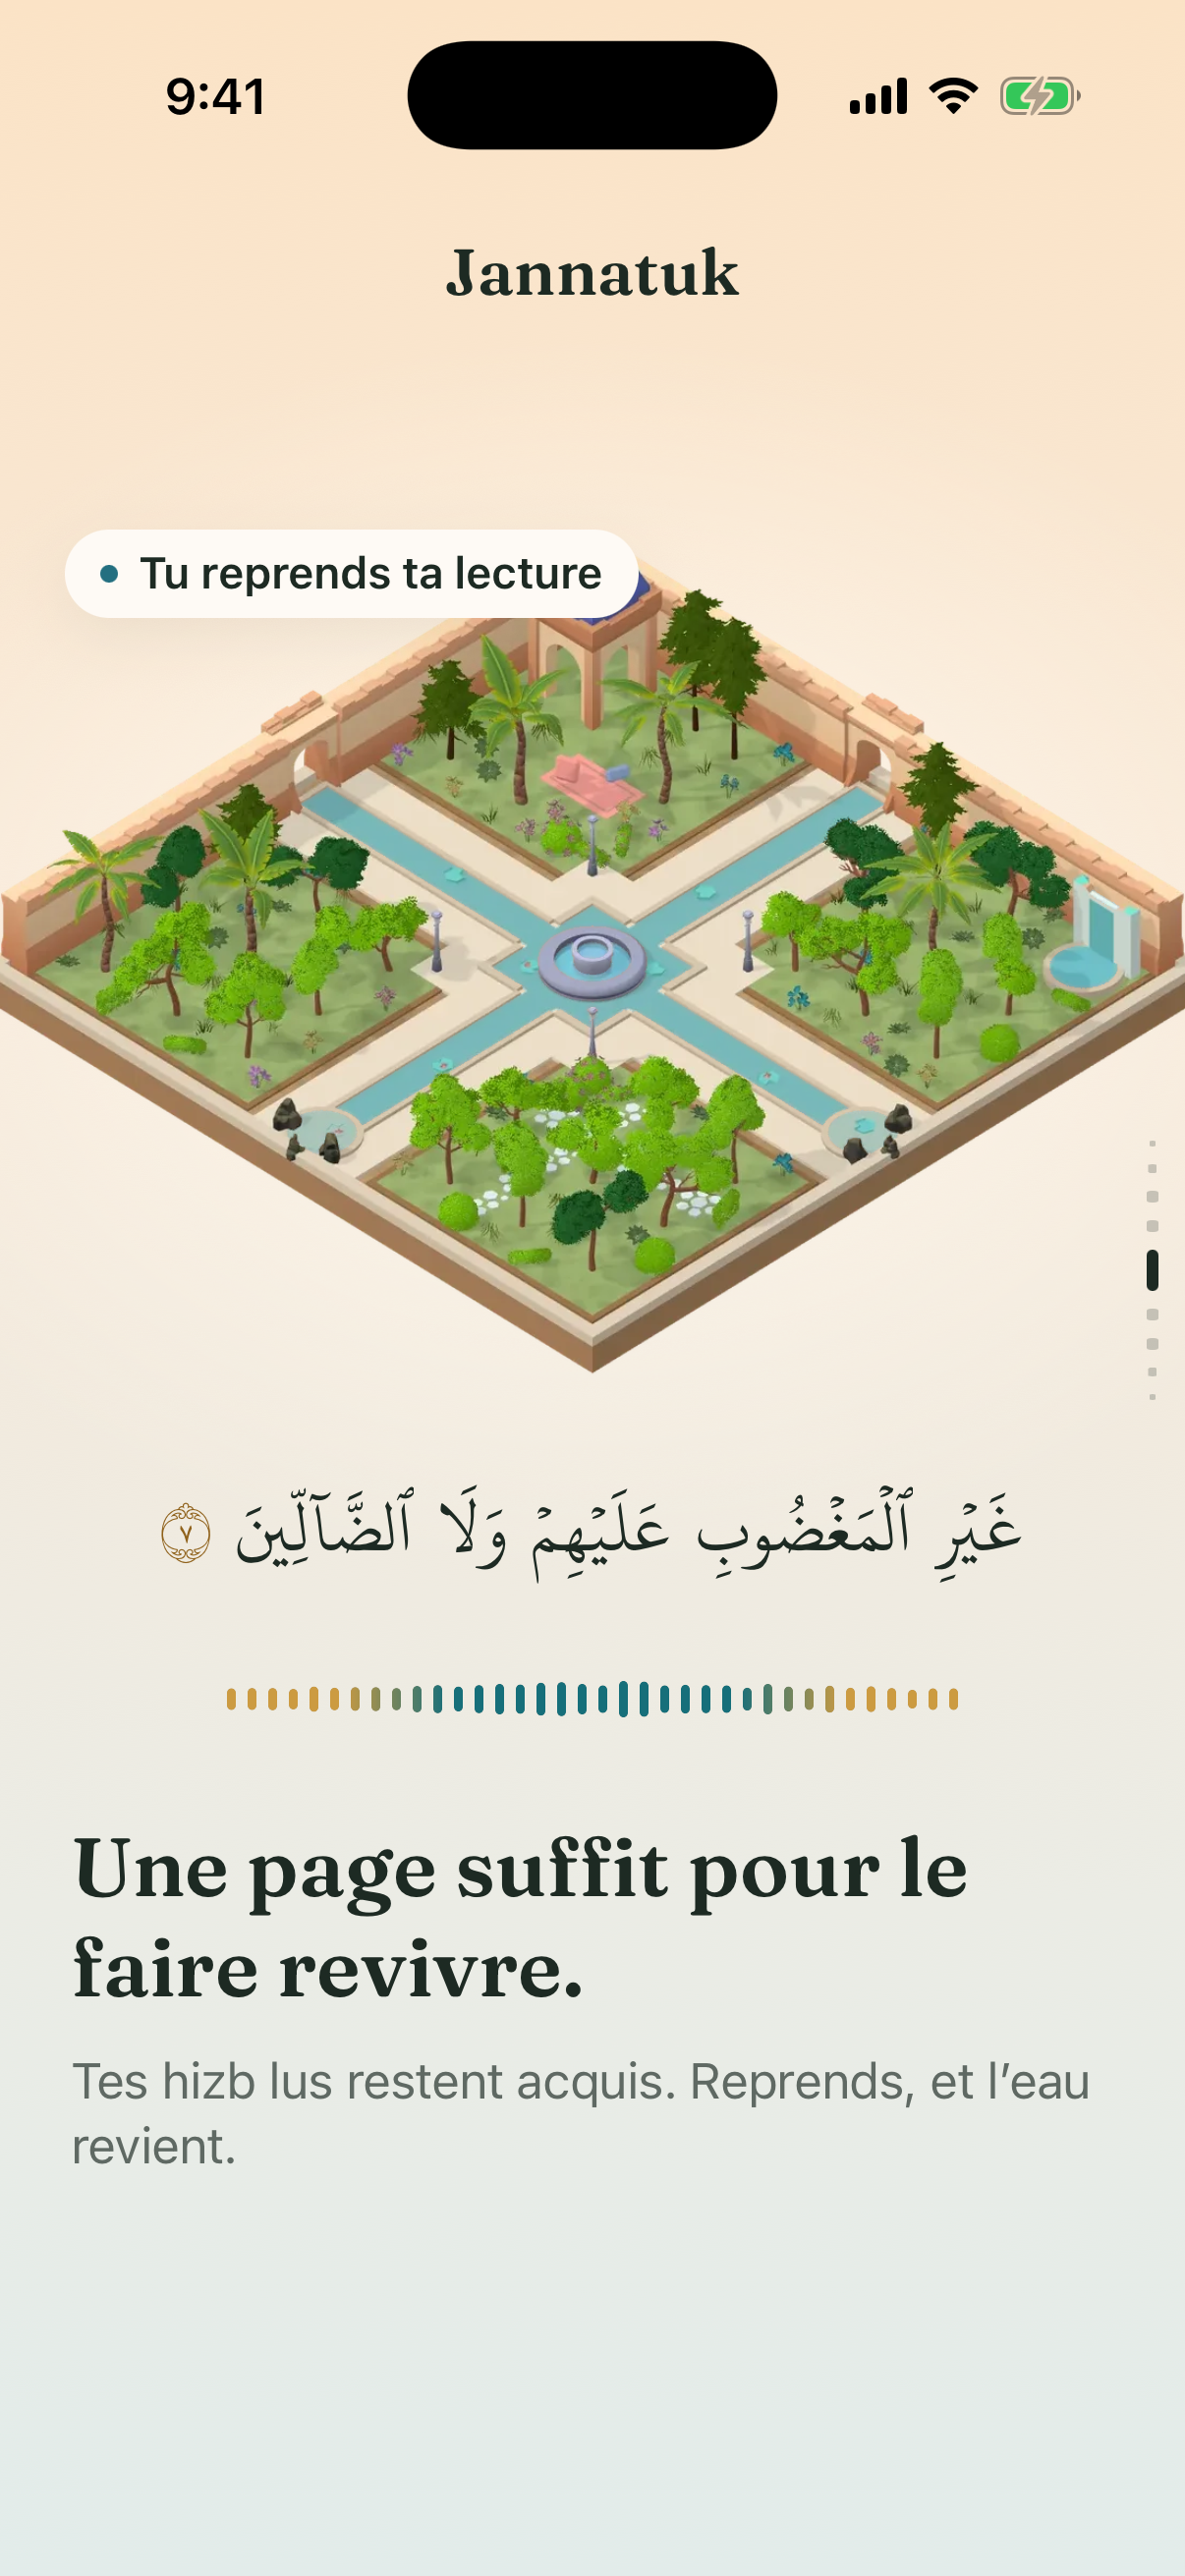 9:41
Jannatuk
Tu reprends ta lecture
غَيْرِ ٱلْمَغْضُوبِ عَلَيْهِمْ وَلَا ٱلضَّآلِّينَ ٧
Une page suffit pour le
faire revivre.
Tes hizb lus restent acquis. Reprends, et l’eau
revient.